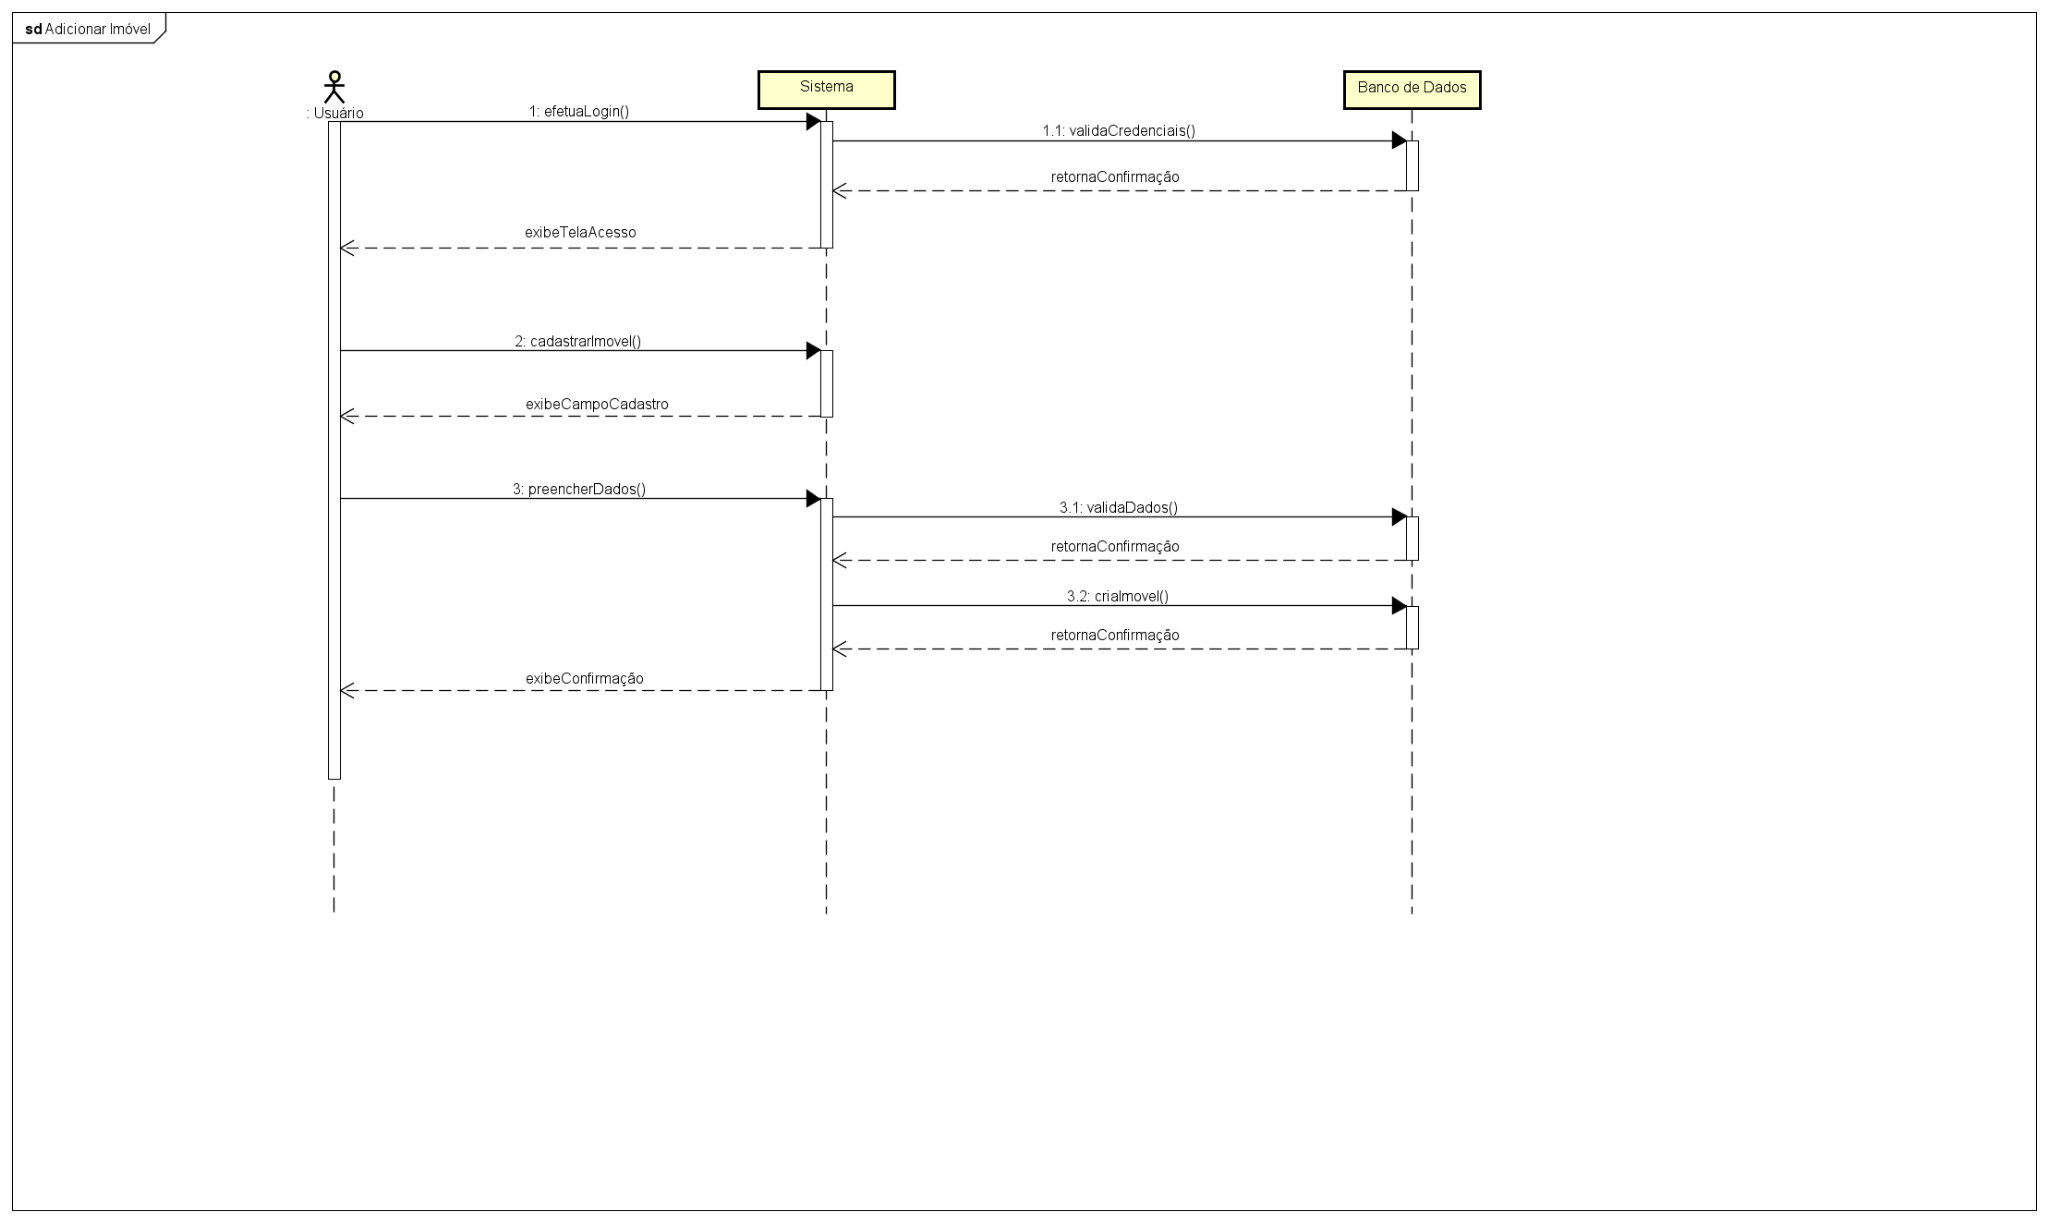 sd Adicionar Imóvel
Sistema
Banco de Dados
: Usuário
1: efetuaLogin()
1.1: validaCredenciais()
retornaConfirmação
exibeTelaAcesso
2: cadastrarImovel()
exibeCampoCadastro
3: preencherDados()
3.1: validaDados()
retornaConfirmação
3.2: criaImovel()
retornaConfirmação
exibeConfirmação